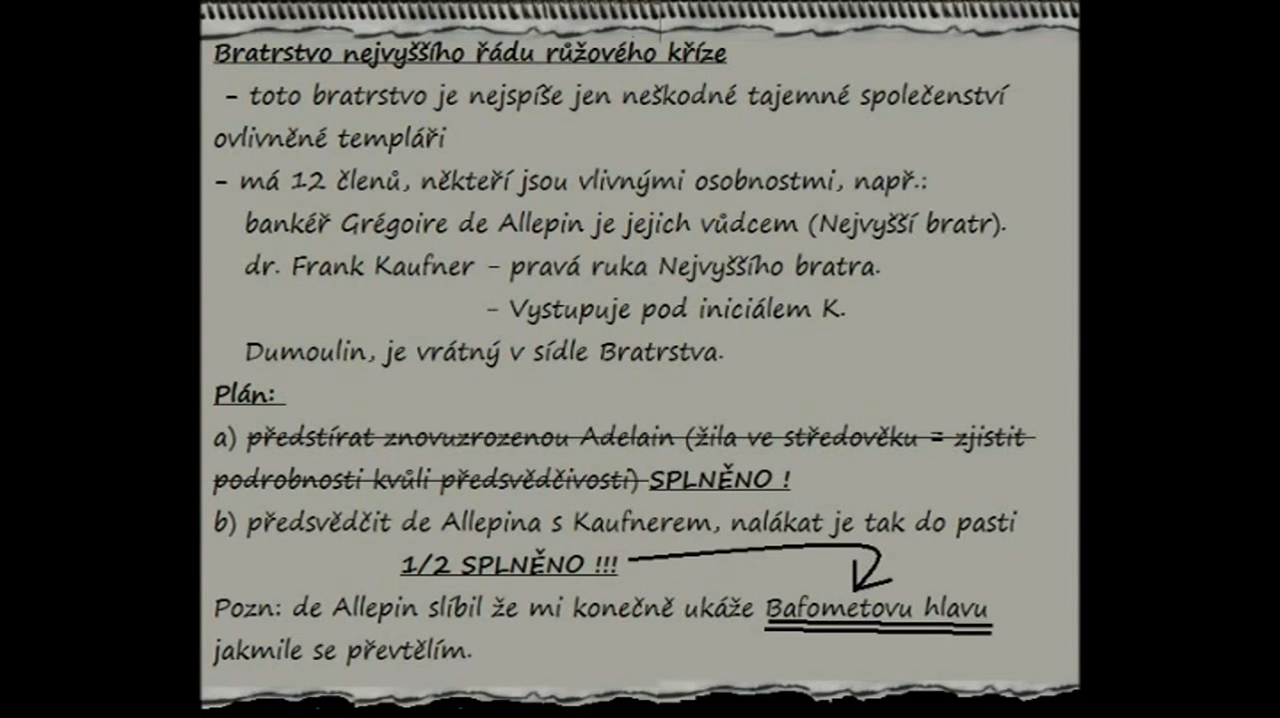 Bratrstvo nejvyššího řádu růžového kříze
- toto bratrstvo je nejspíše jen neškodné tajemné společenství
ovlivněné templáři
- má 12 členů, někteří jsou vlivnými osobnostmi, např.:
bankéř Grégoire de Allepin je jejich vůdcem (Nejvyšší bratr).
dr. Frank Kaufner - pravá ruka Nejvyššího bratra.
- Vystupuje pod iniciálem K.
Dumoulin, je vrátný v sídle Bratrstva.
Plán:
a) předstírat znovuzrozenou Adelain (žila ve středověku = zjistit
podrobnosti kvůli předsvědčivosti) SPLNĚNO !
b) předsvědčit de Allepina s Kaufnerem, nalákat je tak do pasti
1/2 SPLNĚNO !!!
Pozn: de Allepin slíbil že mi konečně ukáže Bafometovu hlavu
jakmile se převtělím.